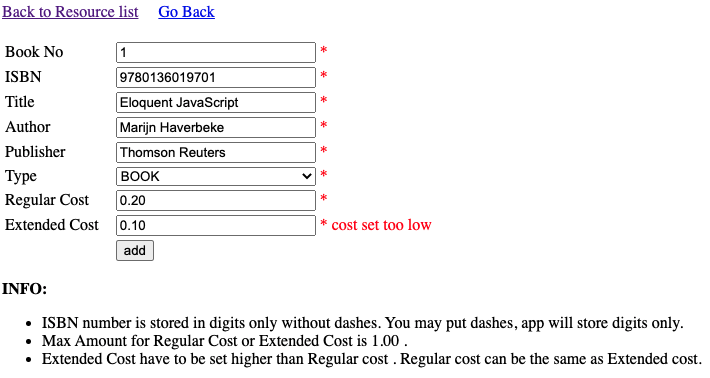 Back to Resource list Go Back
Book No 1 *
ISBN 9780136019701 *
Title Eloquent JavaScript *
Author Marijn Haverbeke *
Publisher Thomson Reuters *
Type BOOK *
Regular Cost 0.20 *
Extended Cost 0.10 * cost set too low
add
INFO:
• ISBN number is stored in digits only without dashes. You may put dashes, app will store digits only.
• Max Amount for Regular Cost or Extended Cost is 1.00 .
• Extended Cost have to be set higher than Regular cost . Regular cost can be the same as Extended cost.